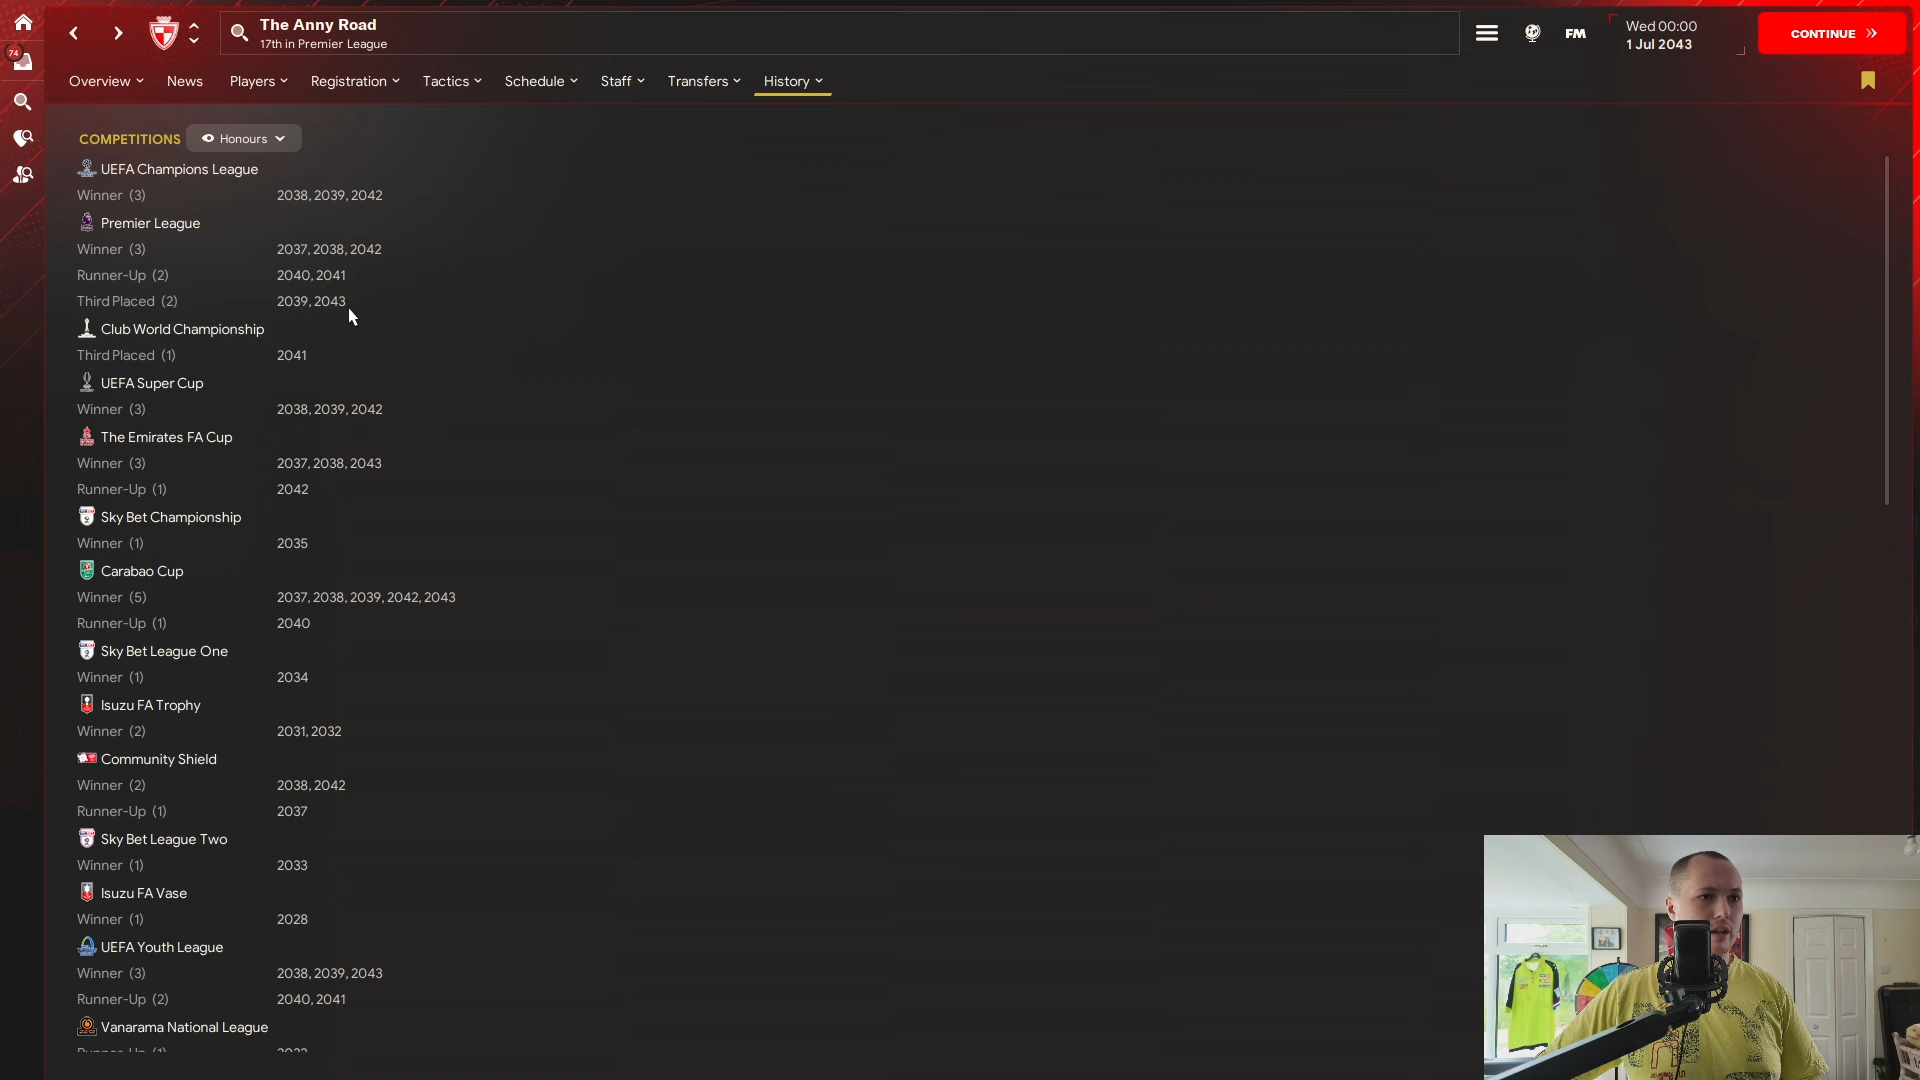 The Anny Road
17th in Premier League
FM
Wed 00:00
1 Jul 2043
CONTINUE
74
Overview
News
Players
Registration
Tactics
Schedule
Staff
Transfers
History
COMPETITIONS
Honours
UEFA Champions League
Winner (3) 2038, 2039, 2042
Premier League
Winner (3) 2037, 2038, 2042
Runner-Up (2) 2040, 2041
Third Placed (2) 2039, 2043
Club World Championship
Third Placed (1) 2041
UEFA Super Cup
Winner (3) 2038, 2039, 2042
The Emirates FA Cup
Winner (3) 2037, 2038, 2043
Runner-Up (1) 2042
Sky Bet Championship
Winner (1) 2035
Carabao Cup
Winner (5) 2037, 2038, 2039, 2042, 2043
Runner-Up (1) 2040
Sky Bet League One
Winner (1) 2034
Isuzu FA Trophy
Winner (2) 2031, 2032
Community Shield
Winner (2) 2038, 2042
Runner-Up (1) 2037
Sky Bet League Two
Winner (1) 2033
Isuzu FA Vase
Winner (1) 2028
UEFA Youth League
Winner (3) 2038, 2039, 2043
Runner-Up (2) 2040, 2041
Vanarama National League